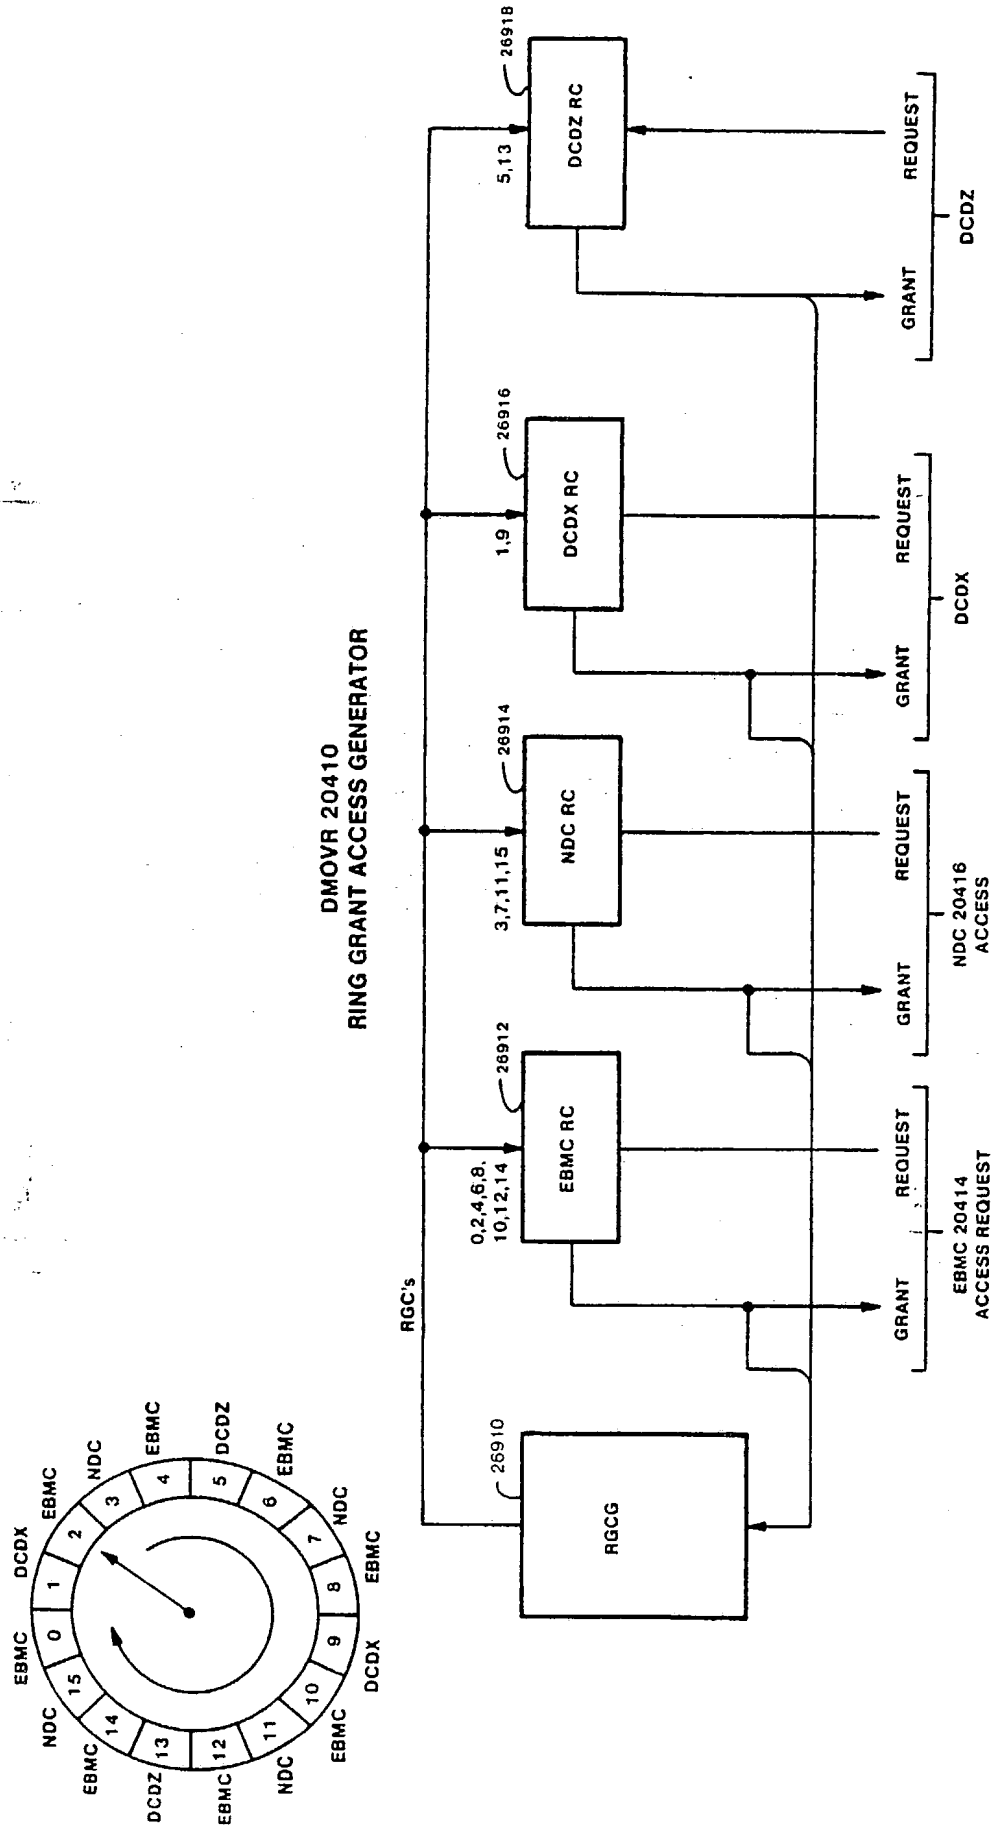 DMOVR 20410
RING GRANT ACCESS GENERATOR
EBMC
DCDX
EBMC
NDC
EBMC
DCDZ
EBMC
NDC
EBMC
DCDX
EBMC
NDC
EBMC
DCDZ
EBMC
NDC
0
1
2
3
4
5
6
7
8
9
10
11
12
13
14
15
RGC's
26910
RGCG
0,2,4,6,8,
10,12,14
26912
EBMC RC
3,7,11,15
26914
NDC RC
1,9
26916
DCDX RC
5,13
26918
DCDZ RC
GRANT
REQUEST
EBMC 20414
ACCESS REQUEST
GRANT
REQUEST
NDC 20416
ACCESS
GRANT
REQUEST
DCDX
GRANT
REQUEST
DCDZ